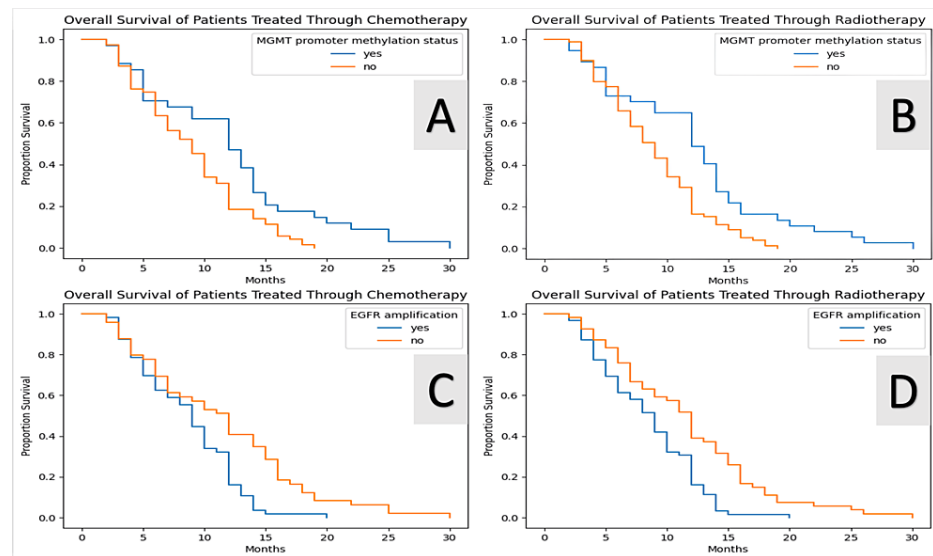 Overall Survival of Patients Treated Through Chemotherapy
MGMT promoter methylation status
yes
no
A
Proportion Survival
1.0
0.8
0.6
0.4
0.2
0.0
0 5 10 15 20 25 30
Months
Overall Survival of Patients Treated Through Radiotherapy
MGMT promoter methylation status
yes
no
B
Proportion Survival
1.0
0.8
0.6
0.4
0.2
0.0
0 5 10 15 20 25 30
Months
Overall Survival of Patients Treated Through Chemotherapy
EGFR amplification
yes
no
C
Proportion Survival
1.0
0.8
0.6
0.4
0.2
0.0
0 5 10 15 20 25 30
Months
Overall Survival of Patients Treated Through Radiotherapy
EGFR amplification
yes
no
D
Proportion Survival
1.0
0.8
0.6
0.4
0.2
0.0
0 5 10 15 20 25 30
Months